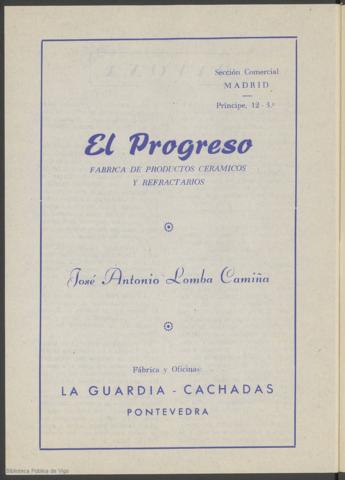 Sección Comercial
MADRID
Príncipe, 12 - 3.º
El Progreso
FABRICA DE PRODUCTOS CERAMICOS
Y REFRACTARIOS
José Antonio Lomba Camiña
Fábrica y Oficinas:
LA GUARDIA - CACHADAS
PONTEVEDRA
Biblioteca Pública de Vigo